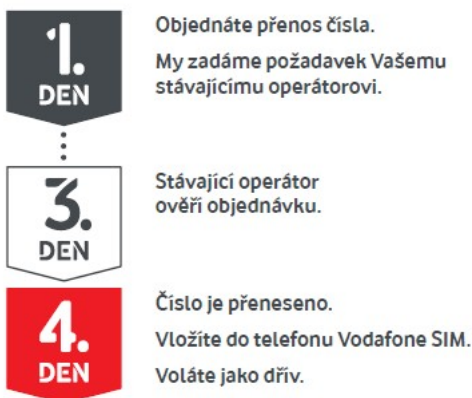 1.
DEN
Objednáte přenos čísla.
My zadáme požadavek Vašemu
stávajícímu operátorovi.
3.
DEN
Stávající operátor
ověří objednávku.
4.
DEN
Číslo je přeneseno.
Vložíte do telefonu Vodafone SIM.
Voláte jako dřív.